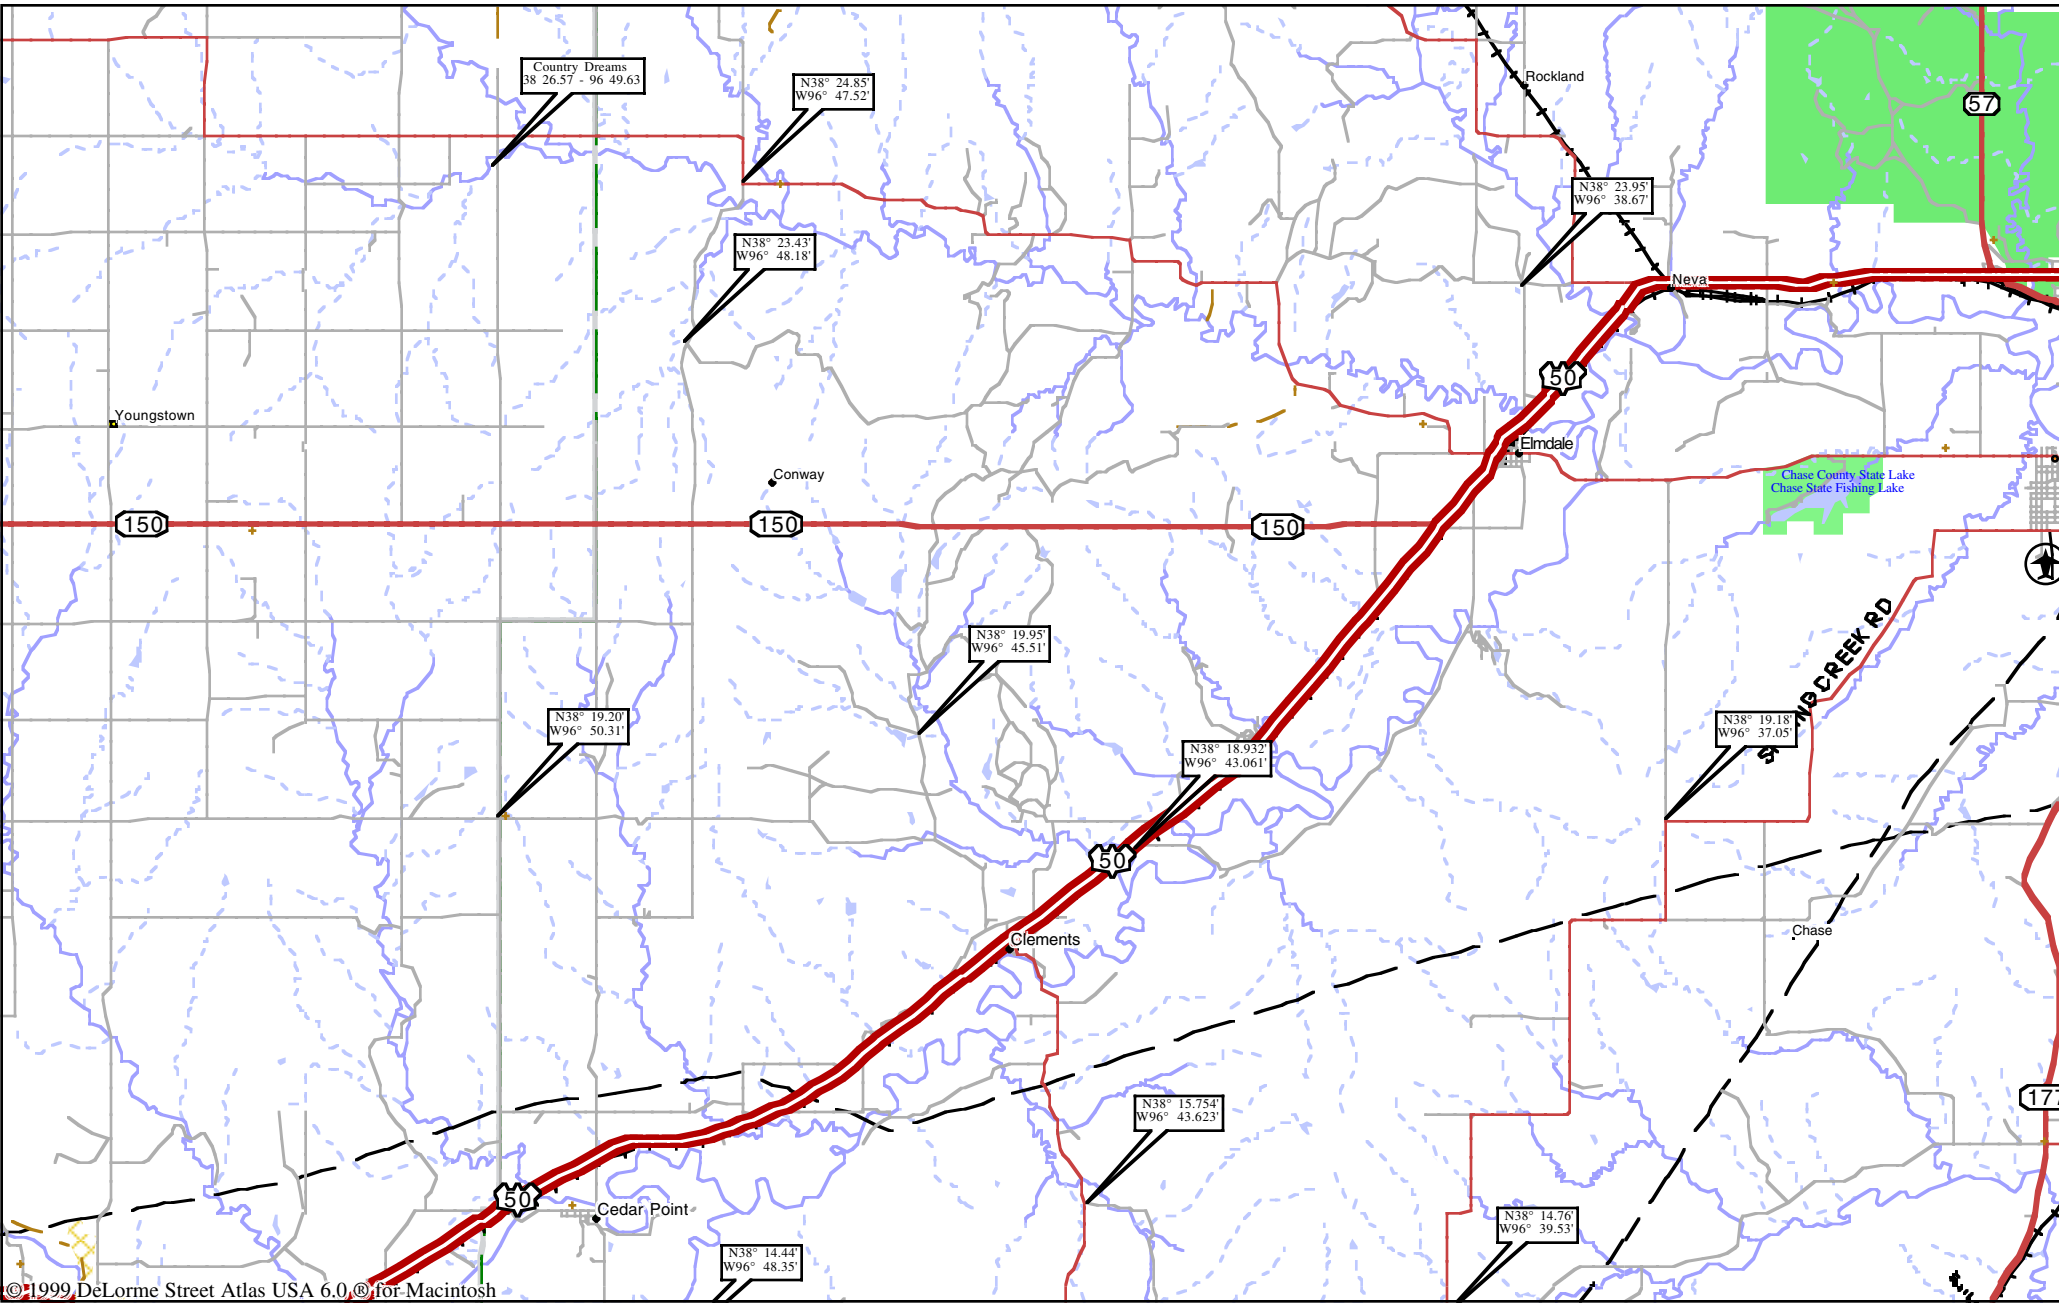 Rockland
Country Dreams
38 26.57 - 96 49.63
N38° 24.85'
W96° 47.52'
57
N38° 23.95'
W96° 38.67'
N38° 23.43'
W96° 48.18'
Neva
50
Youngstown
Elmdale
Conway
Chase County State Lake
Chase State Fishing Lake
150
150
150
CREEK RD
N38° 19.95'
W96° 45.51'
N38° 19.20'
W96° 50.31'
N38° 18.932'
W96° 43.061'
N38° 19.18'
W96° 37.05'
50
Clements
Chase
177
N38° 15.754'
W96° 43.623'
50
Cedar Point
N38° 14.76'
W96° 39.53'
N38° 14.44'
W96° 48.35'
© 1999 DeLorme Street Atlas USA 6.0 ® for Macintosh